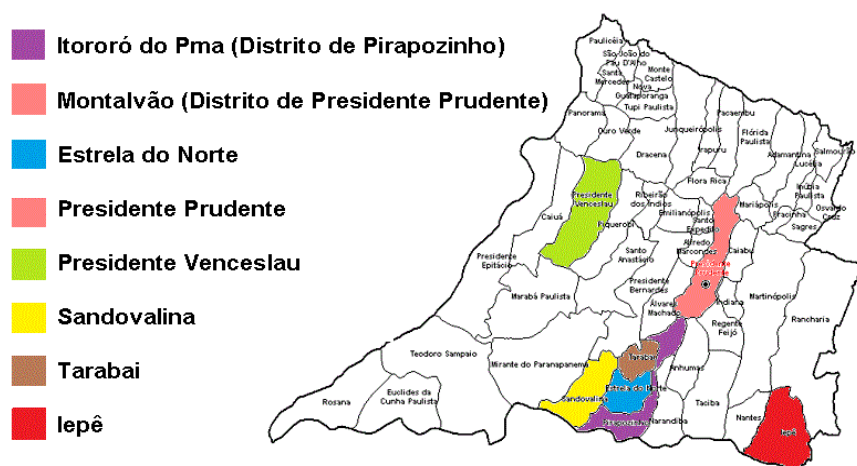 Itororó do Pma (Distrito de Pirapozinho)
Montalvão (Distrito de Presidente Prudente)
Estrela do Norte
Presidente Prudente
Presidente Venceslau
Sandovalina
Tarabai
Iepê
Paulicéia
São João do
Pau D'Alho
Santa
Mercedes
Monte
Castelo
Nova
Guataporanga
Tupi Paulista
Panorama
Ouro Verde
Dracena
Junqueirópolis
Irapuru
Pacaembu
Flórida
Paulista
Adamantina
Lucélia
Salmourão
Inúbia
Paulista
Osvaldo
Cruz
Pracinha
Sagres
Mariápolis
Flora Rica
Presidente
Venceslau
Ribeirão
dos Índios
Emilianópolis
Santo
Expedito
Caiuá
Piquerobi
Alfredo
Marcondes
Caiabu
Presidente
Prudente
Santo
Anastácio
Presidente
Epitácio
Presidente
Bernardes
Marabá Paulista
Álvares
Machado
Indiana
Martinópolis
Regente
Feijó
Rancharia
Teodoro Sampaio
Mirante do Paranapanema
Tarabai
Anhumas
Rosana
Euclides da
Cunha Paulista
Estrela do Norte
Sandovalina
Taciba
Pirapozinho
Narandiba
Nantes
Iepê